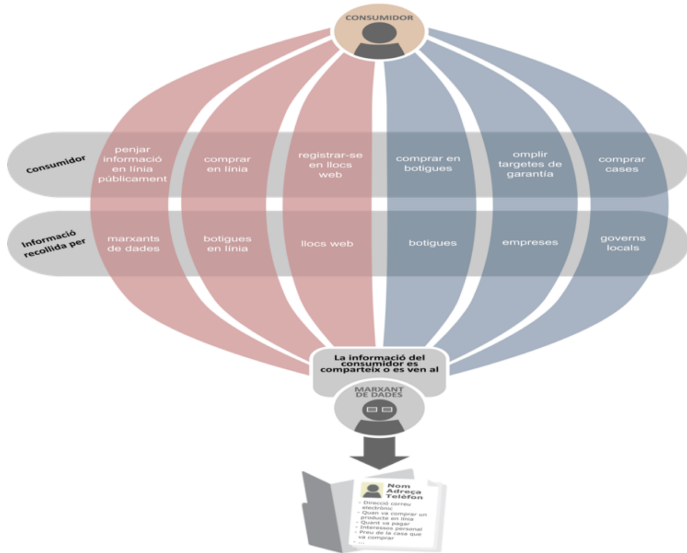 CONSUMIDOR
Consumidor
penjar
informació
en línia
públicament
comprar
en línia
registrar-se
en llocs
web
comprar en
botigues
omplir
targetes de
garantía
comprar
cases
Informació
recollida per
marxants
de dades
botigues
en línia
llocs web
botigues
empreses
governs
locals
La informació del
consumidor es
comparteix o es ven al
MARXANT
DE DADES
Nom
Adreça
Telèfon
- Direcció correu
electrònic
- Quan va comprar un
producte en línia
- Quant va pagar
- Interessos personal
- Preu de la casa que
va comprar
- ...